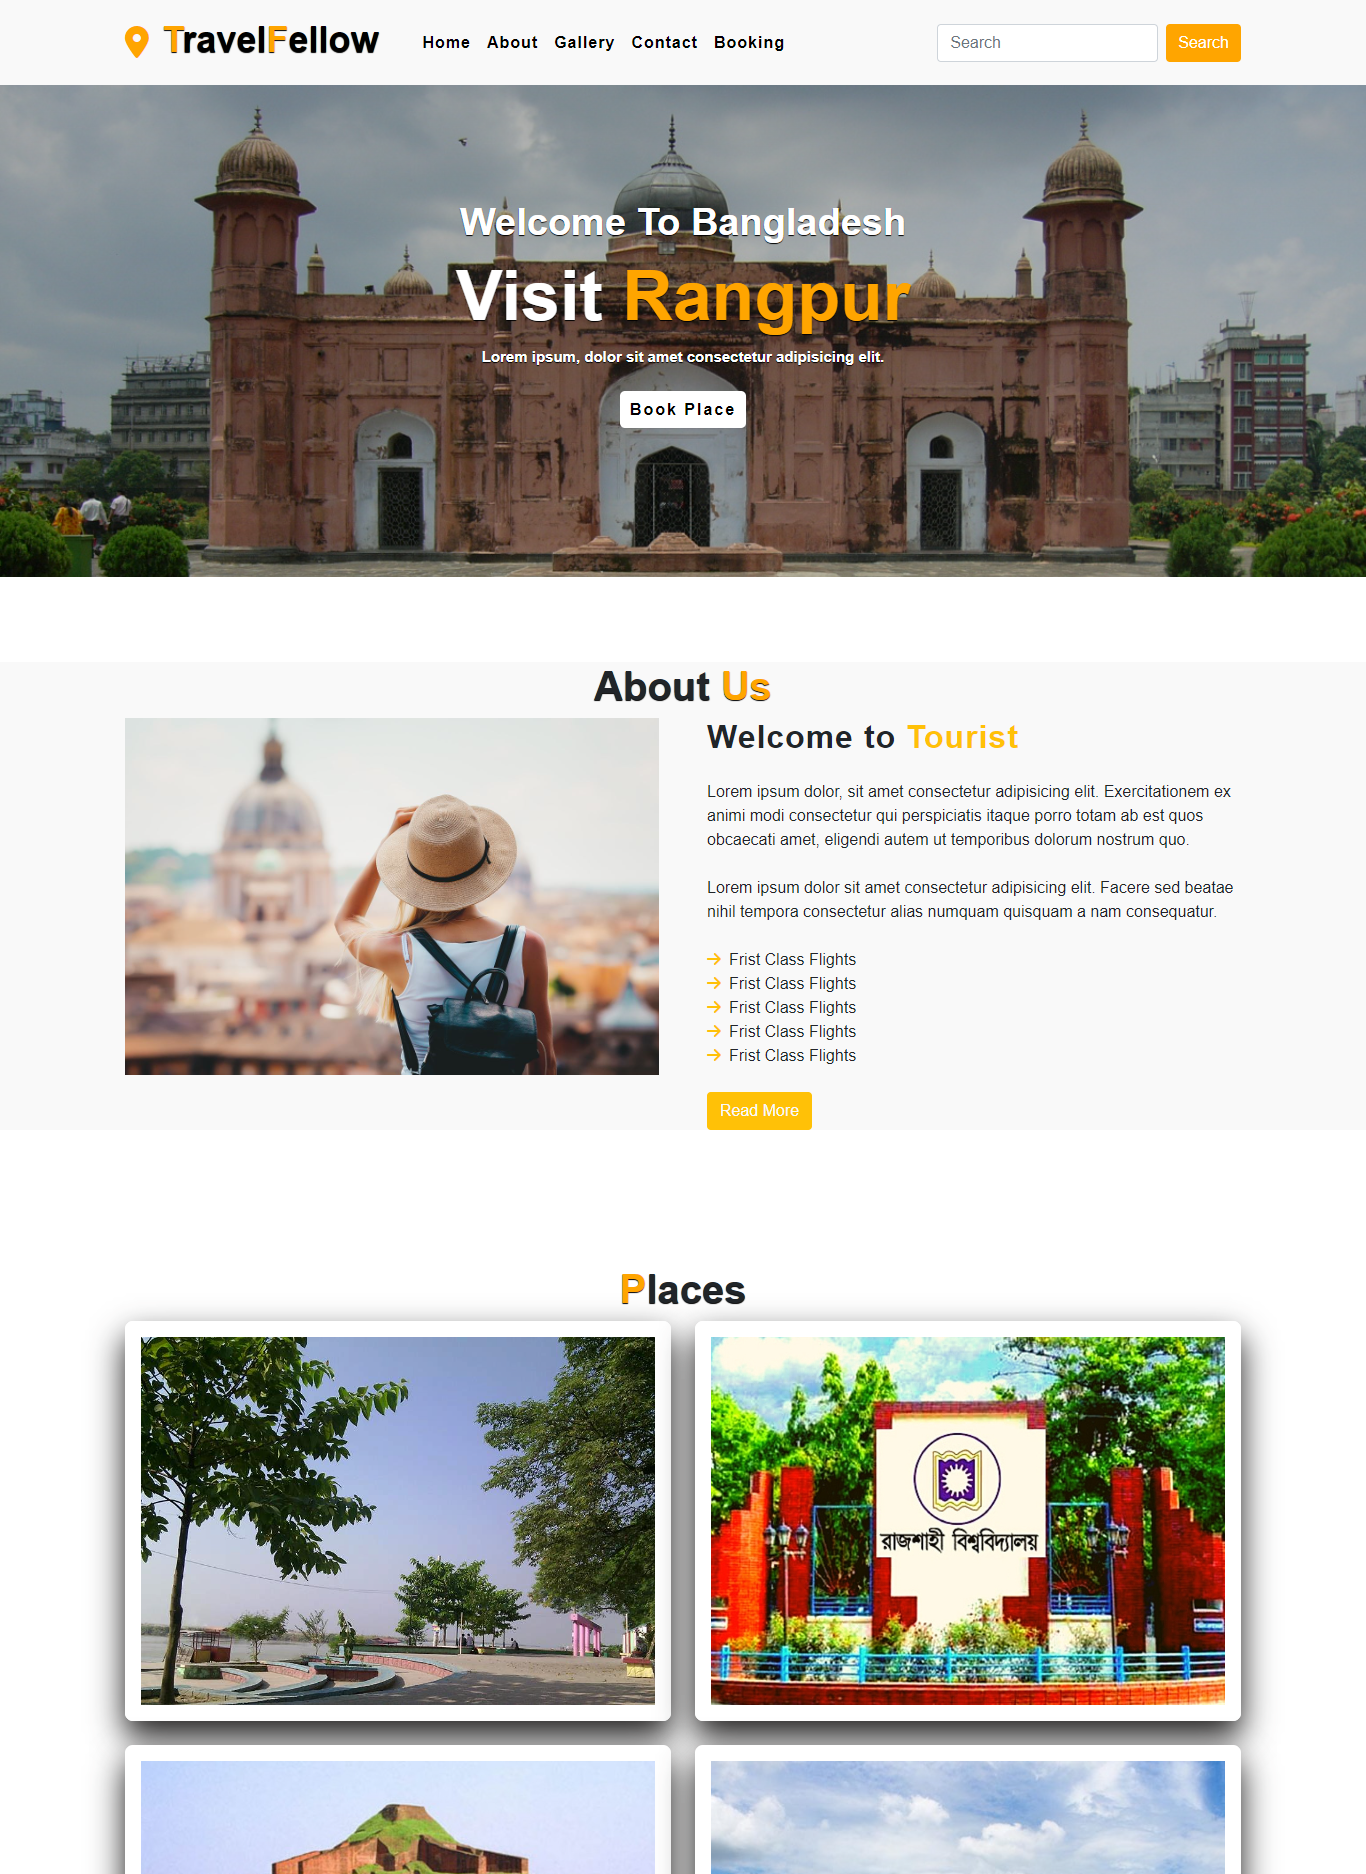 TravelFellow
Home About Gallery Contact Booking
Search
Search
Welcome To Bangladesh
Visit Rangpur
Lorem ipsum, dolor sit amet consectetur adipisicing elit.
Book Place
About Us
Welcome to Tourist
Lorem ipsum dolor, sit amet consectetur adipisicing elit. Exercitationem ex
animi modi consectetur qui perspiciatis itaque porro totam ab est quos
obcaecati amet, eligendi autem ut temporibus dolorum nostrum quo.
Lorem ipsum dolor sit amet consectetur adipisicing elit. Facere sed beatae
nihil tempora consectetur alias numquam quisquam a nam consequatur.
Frist Class Flights
Frist Class Flights
Frist Class Flights
Frist Class Flights
Frist Class Flights
Read More
Places
রাজশাহী বিশ্ববিদ্যালয়